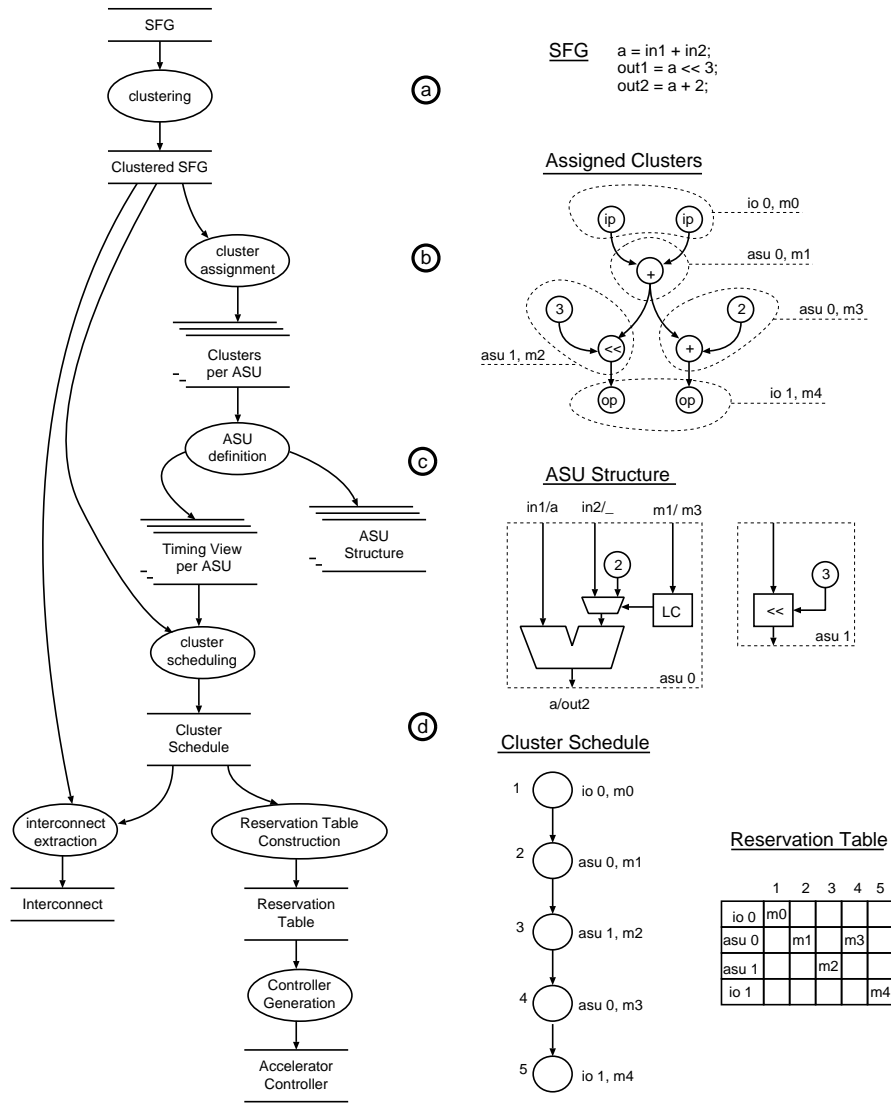 SFG
clustering
Clustered SFG
cluster
assignment
Clusters
per ASU
ASU
definition
Timing View
per ASU
ASU
Structure
cluster
scheduling
Cluster
Schedule
interconnect
extraction
Interconnect
Reservation Table
Construction
Reservation
Table
Controller
Generation
Accelerator
Controller
a
b
c
d
SFG
a = in1 + in2;
out1 = a << 3;
out2 = a + 2;
Assigned Clusters
ip
ip
io 0, m0
+
asu 0, m1
3
2
asu 0, m3
<<
+
asu 1, m2
op
op
io 1, m4
ASU Structure
in1/a
in2/_
m1/ m3
2
LC
asu 0
a/out2
3
<<
asu 1
Cluster Schedule
1
io 0, m0
2
asu 0, m1
3
asu 1, m2
4
asu 0, m3
5
io 1, m4
Reservation Table
1 2 3 4 5
io 0 m0
asu 0 m1 m3
asu 1 m2
io 1 m4